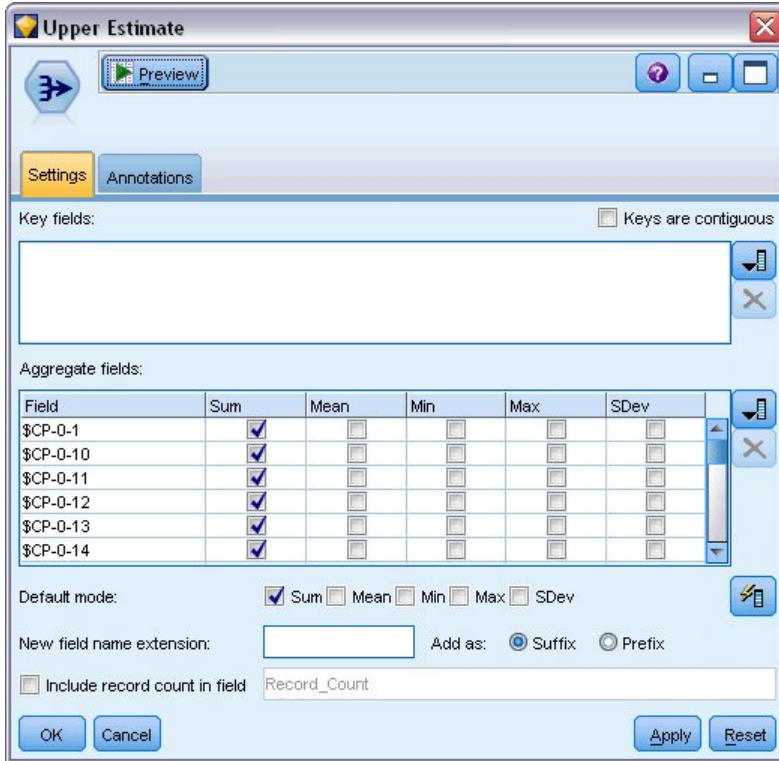 Upper Estimate
Preview
Settings Annotations
Key fields: Keys are contiguous
Aggregate fields:
Field Sum Mean Min Max SDev
$CP-0-1
$CP-0-10
$CP-0-11
$CP-0-12
$CP-0-13
$CP-0-14
Default mode: Sum Mean Min Max SDev
New field name extension: Add as: Suffix Prefix
Include record count in field Record_Count
OK Cancel Apply Reset